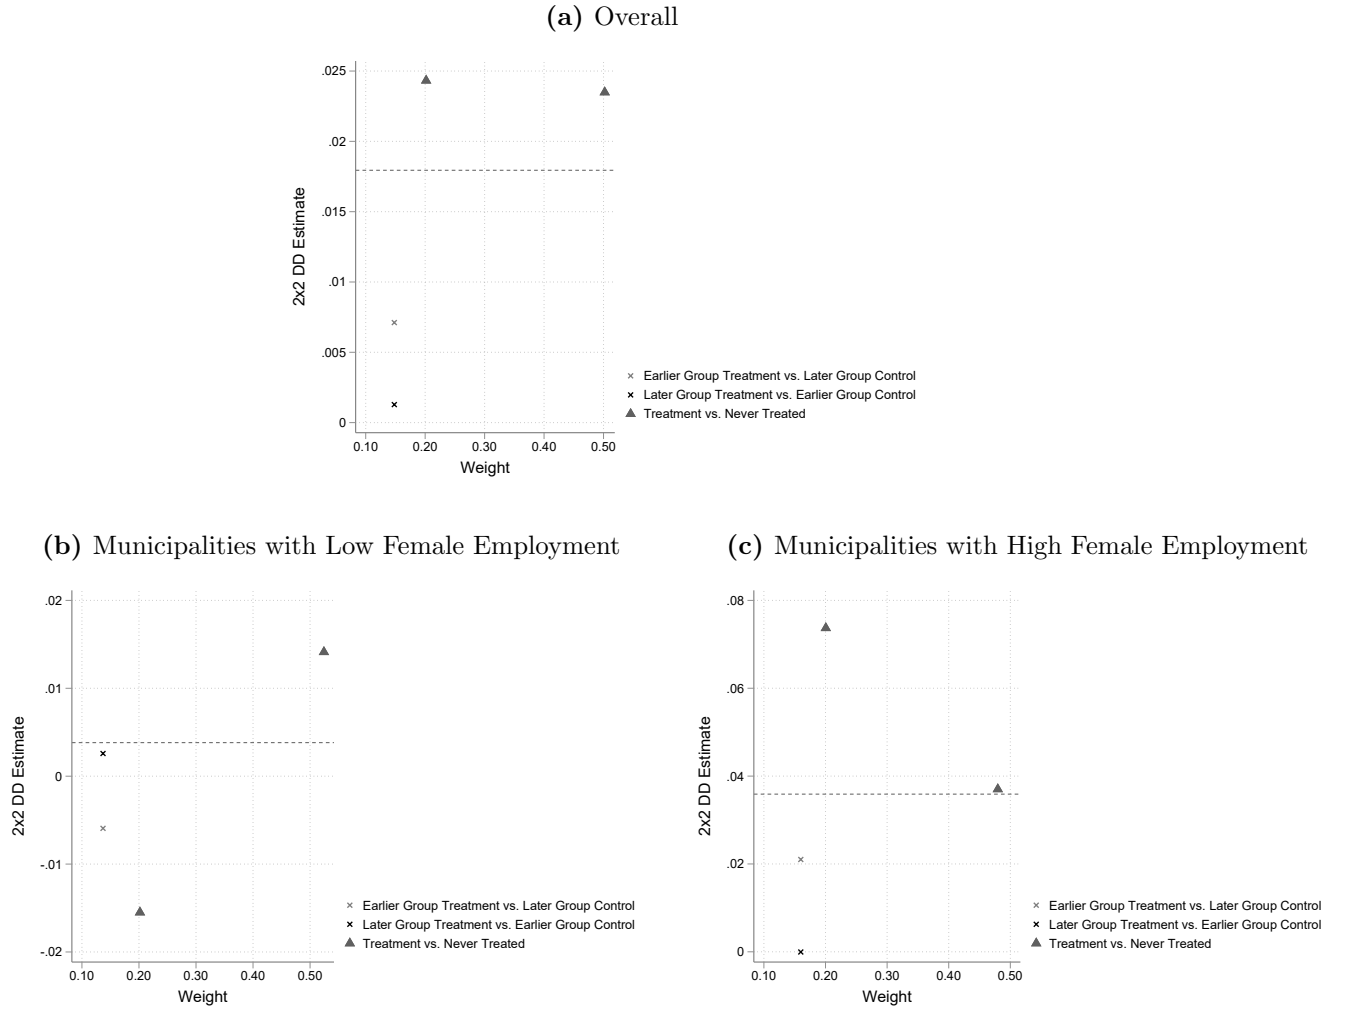 (a) Overall
.025
.02
.015
.01
.005
0
2x2 DD Estimate
0.10 0.20 0.30 0.40 0.50
Weight
Earlier Group Treatment vs. Later Group Control
Later Group Treatment vs. Earlier Group Control
Treatment vs. Never Treated
(b) Municipalities with Low Female Employment
.02
.01
0
-.01
-.02
2x2 DD Estimate
0.10 0.20 0.30 0.40 0.50
Weight
Earlier Group Treatment vs. Later Group Control
Later Group Treatment vs. Earlier Group Control
Treatment vs. Never Treated
(c) Municipalities with High Female Employment
.08
.06
.04
.02
0
2x2 DD Estimate
0.10 0.20 0.30 0.40 0.50
Weight
Earlier Group Treatment vs. Later Group Control
Later Group Treatment vs. Earlier Group Control
Treatment vs. Never Treated